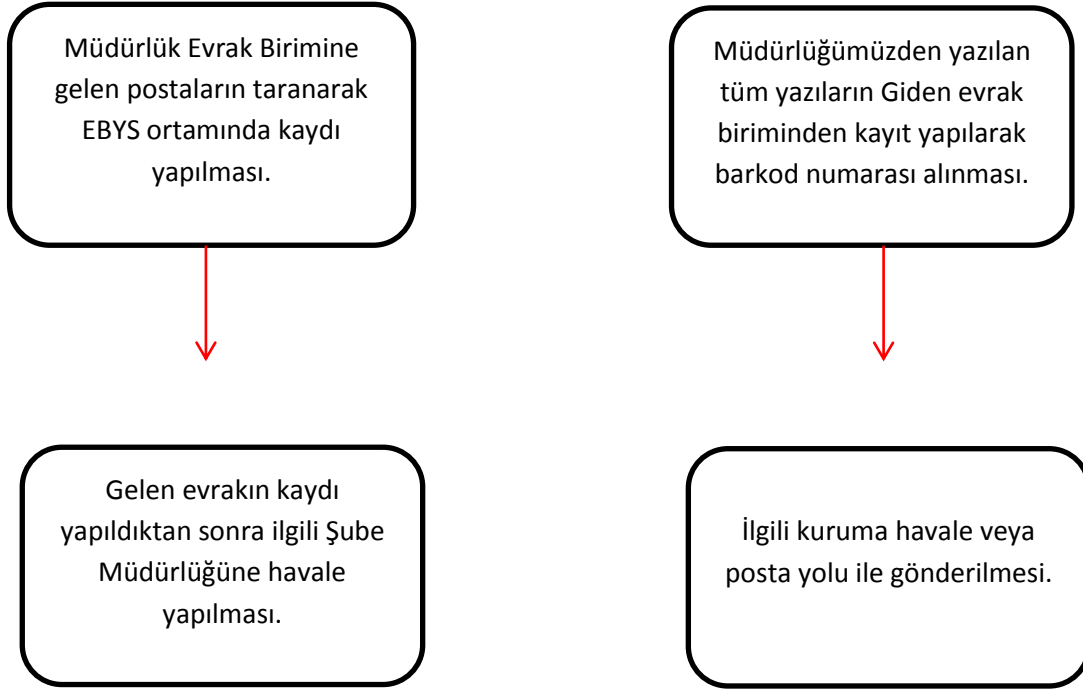 Müdürlük Evrak Birimine
gelen postaların taranarak
EBYS ortamında kaydı
yapılması.
Gelen evrakın kaydı
yapıldıktan sonra ilgili Şube
Müdürlüğüne havale
yapılması.
Müdürlüğümüzden yazılan
tüm yazıların Giden evrak
biriminden kayıt yapılarak
barkod numarası alınması.
İlgili kuruma havale veya
posta yolu ile gönderilmesi.